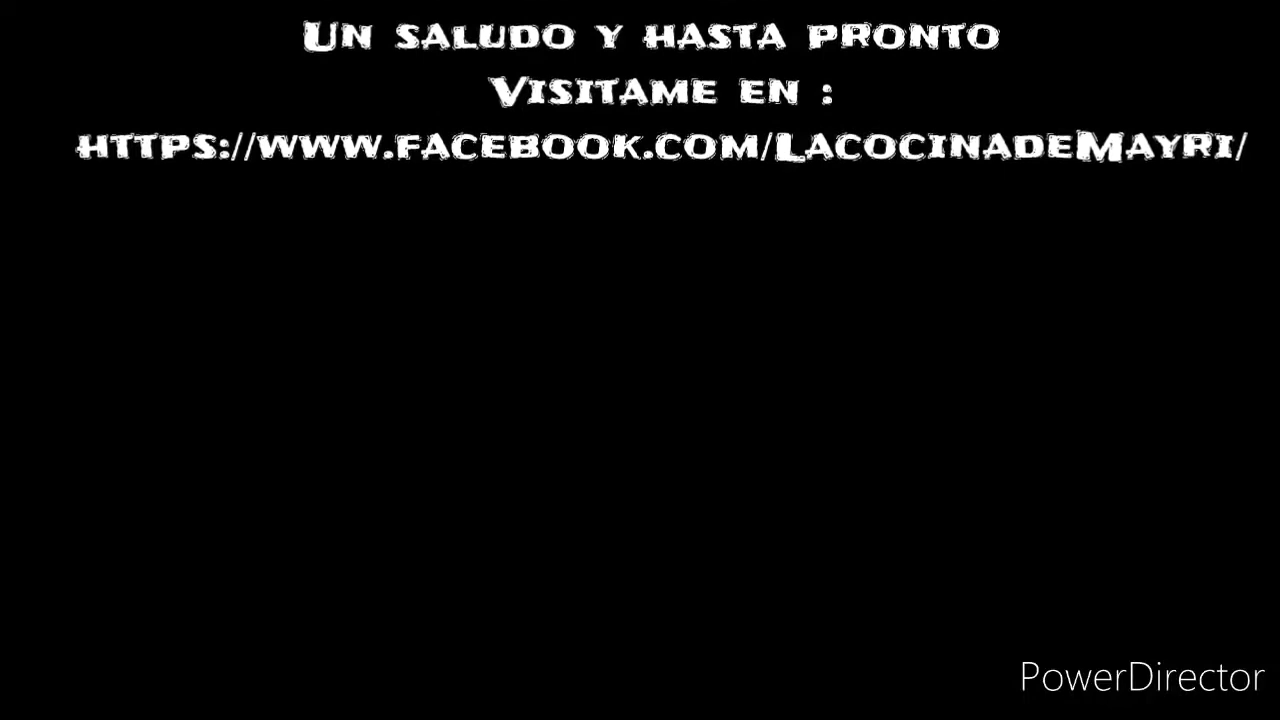 Un saludo y hasta pronto
Visitame en :
https://www.facebook.com/LacocinadeMayri/
PowerDirector